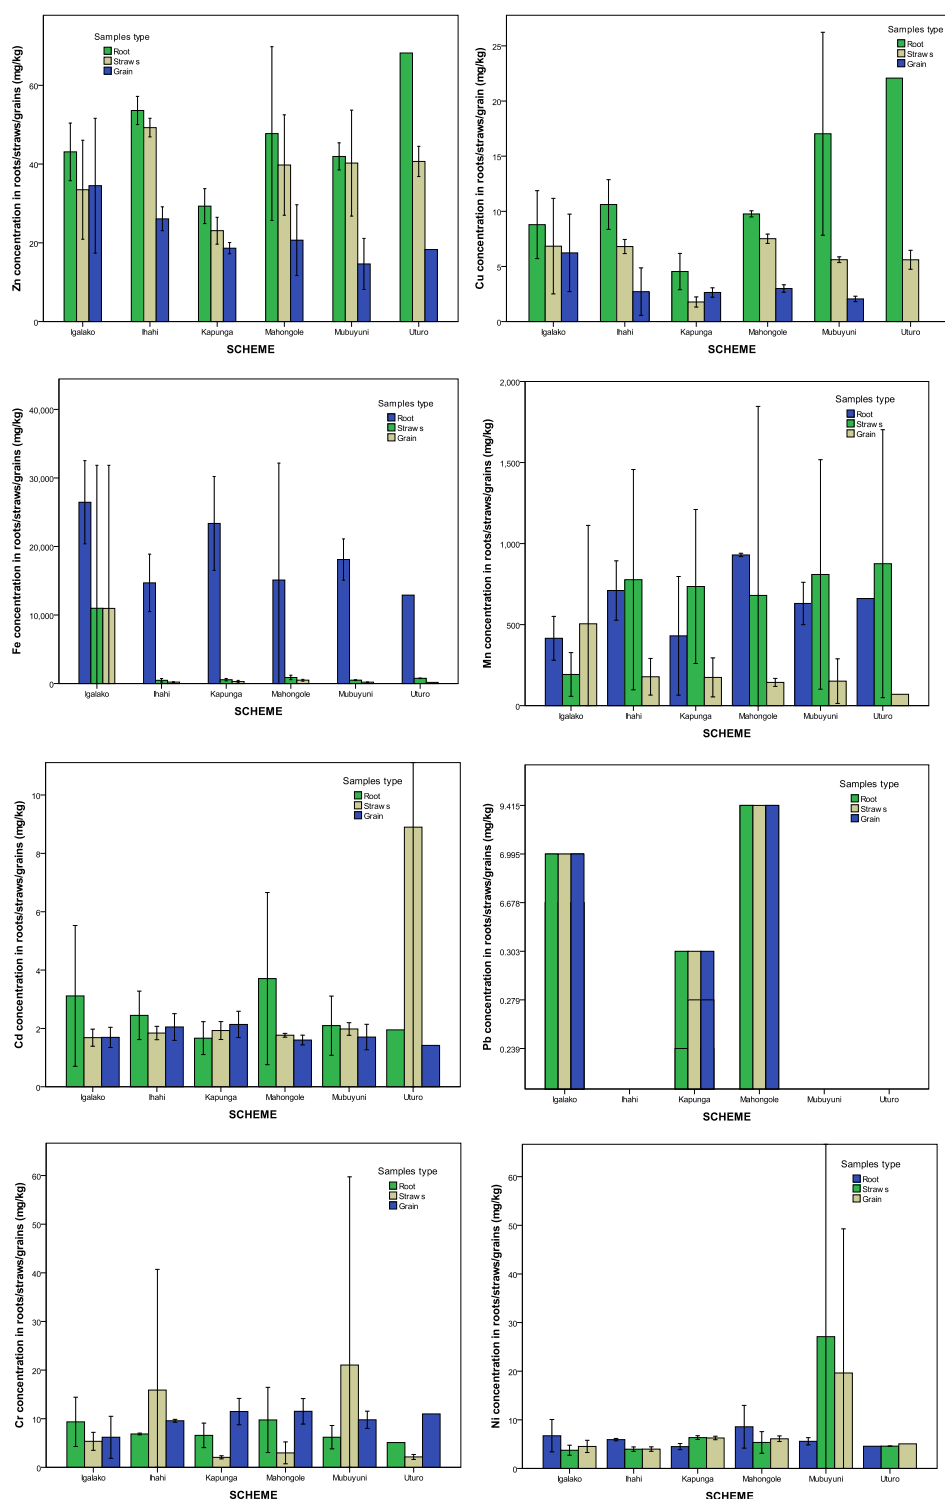 Zn concentration in roots/straws/grains (mg/kg)
Samples type
Root
Straws
Grain
60
40
20
0
Igalako Ihahi Kapunga Mahongole Mubuyuni Uturo
SCHEME
Cu concentration in roots/straws/grain (mg/kg)
Samples type
Root
Straws
Grain
25
20
15
10
5
0
Igalako Ihahi Kapunga Mahongole Mubuyuni Uturo
SCHEME
Fe concentration in roots/straws/grains (mg/kg)
Samples type
Root
Straws
Grain
40,000
30,000
20,000
10,000
0
Igalako Ihahi Kapunga Mahongole Mubuyuni Uturo
SCHEME
Mn concentration in roots/straws/grains (mg/kg)
Samples type
Root
Straws
Grain
2,000
1,500
1,000
500
0
Igalako Ihahi Kapunga Mahongole Mubuyuni Uturo
SCHEME
Cd concentration in roots/straws/grains (mg/kg)
Samples type
Root
Straws
Grain
10
8
6
4
2
0
Igalako Ihahi Kapunga Mahongole Mubuyuni Uturo
SCHEME
Pb concentration in roots/straws/grains (mg/kg)
Samples type
Root
Straws
Grain
9.415
6.995
6.678
0.303
0.279
0.239
Igalako Ihahi Kapunga Mahongole Mubuyuni Uturo
SCHEME
Cr concentration in roots/straws/grains (mg/kg)
Samples type
Root
Straws
Grain
60
50
40
30
20
10
0
Igalako Ihahi Kapunga Mahongole Mubuyuni Uturo
SCHEME
Ni concentration in roots/straws/grains (mg/kg)
Samples type
Root
Straws
Grain
60
50
40
30
20
10
0
Igalako Ihahi Kapunga Mahongole Mubuyuni Uturo
SCHEME